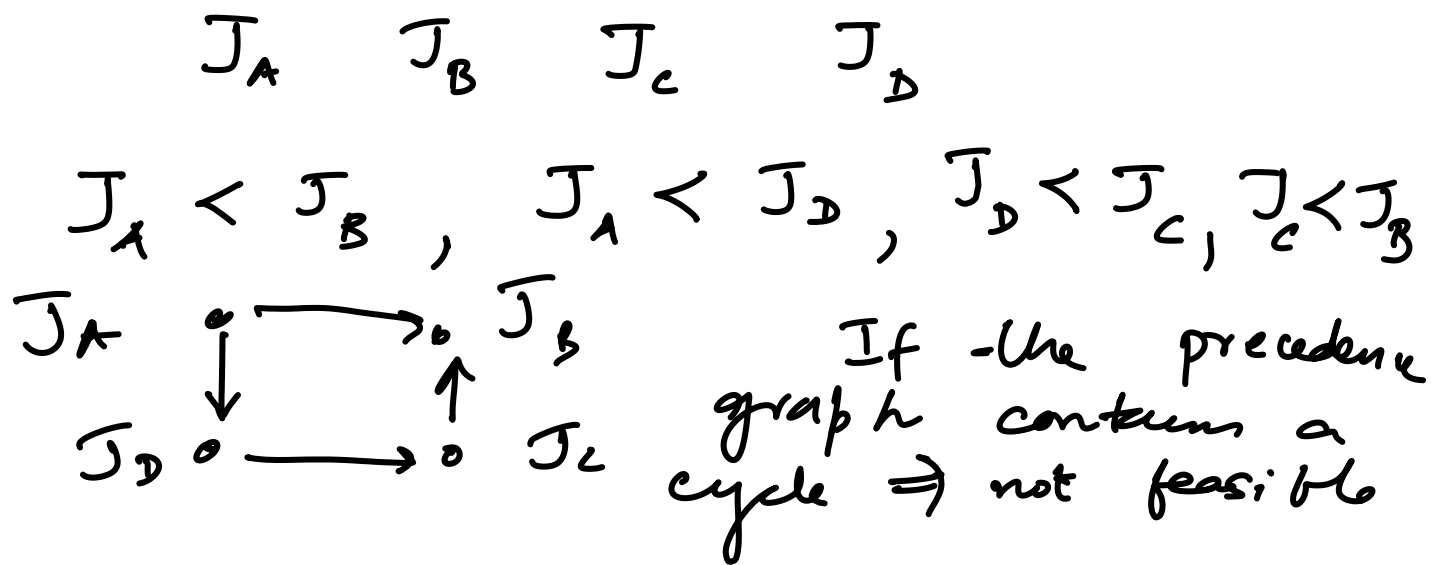 J_A J_B J_C J_D
J_A < J_B , J_A < J_D , J_D < J_C , J_C < J_B
J_A J_B
If the precedence
graph contains a
J_D J_C
cycle ⇒ not feasible